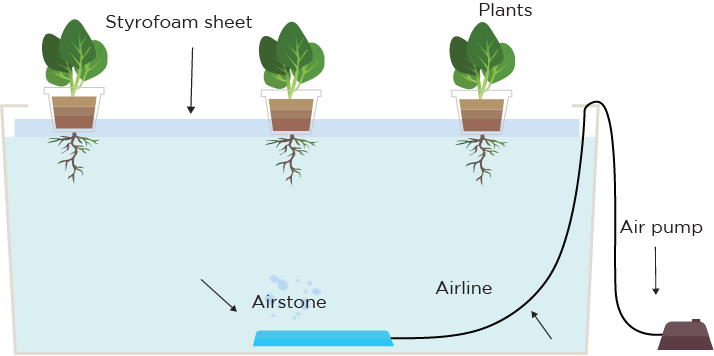 Styrofoam sheet
Plants
Air pump
Airstone
Airline